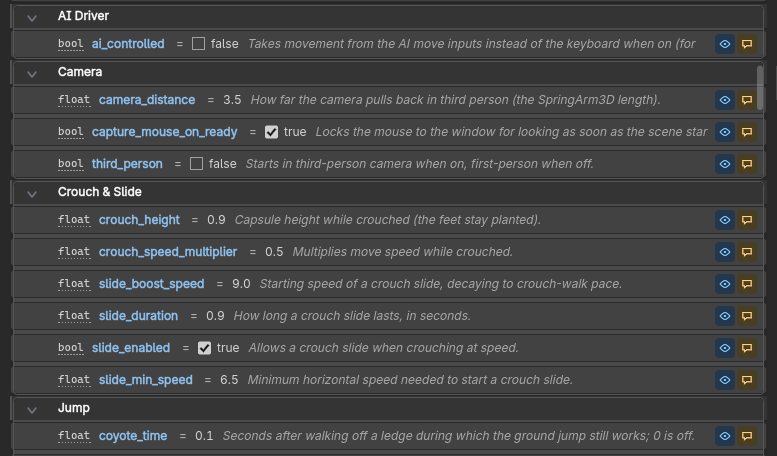 AI Driver
bool ai_controlled = false Takes movement from the AI move inputs instead of the keyboard when on (for
Camera
float camera_distance = 3.5 How far the camera pulls back in third person (the SpringArm3D length).
bool capture_mouse_on_ready = true Locks the mouse to the window for looking as soon as the scene star
bool third_person = false Starts in third-person camera when on, first-person when off.
Crouch & Slide
float crouch_height = 0.9 Capsule height while crouched (the feet stay planted).
float crouch_speed_multiplier = 0.5 Multiplies move speed while crouched.
float slide_boost_speed = 9.0 Starting speed of a crouch slide, decaying to crouch-walk pace.
float slide_duration = 0.9 How long a crouch slide lasts, in seconds.
bool slide_enabled = true Allows a crouch slide when crouching at speed.
float slide_min_speed = 6.5 Minimum horizontal speed needed to start a crouch slide.
Jump
float coyote_time = 0.1 Seconds after walking off a ledge during which the ground jump still works; 0 is off.